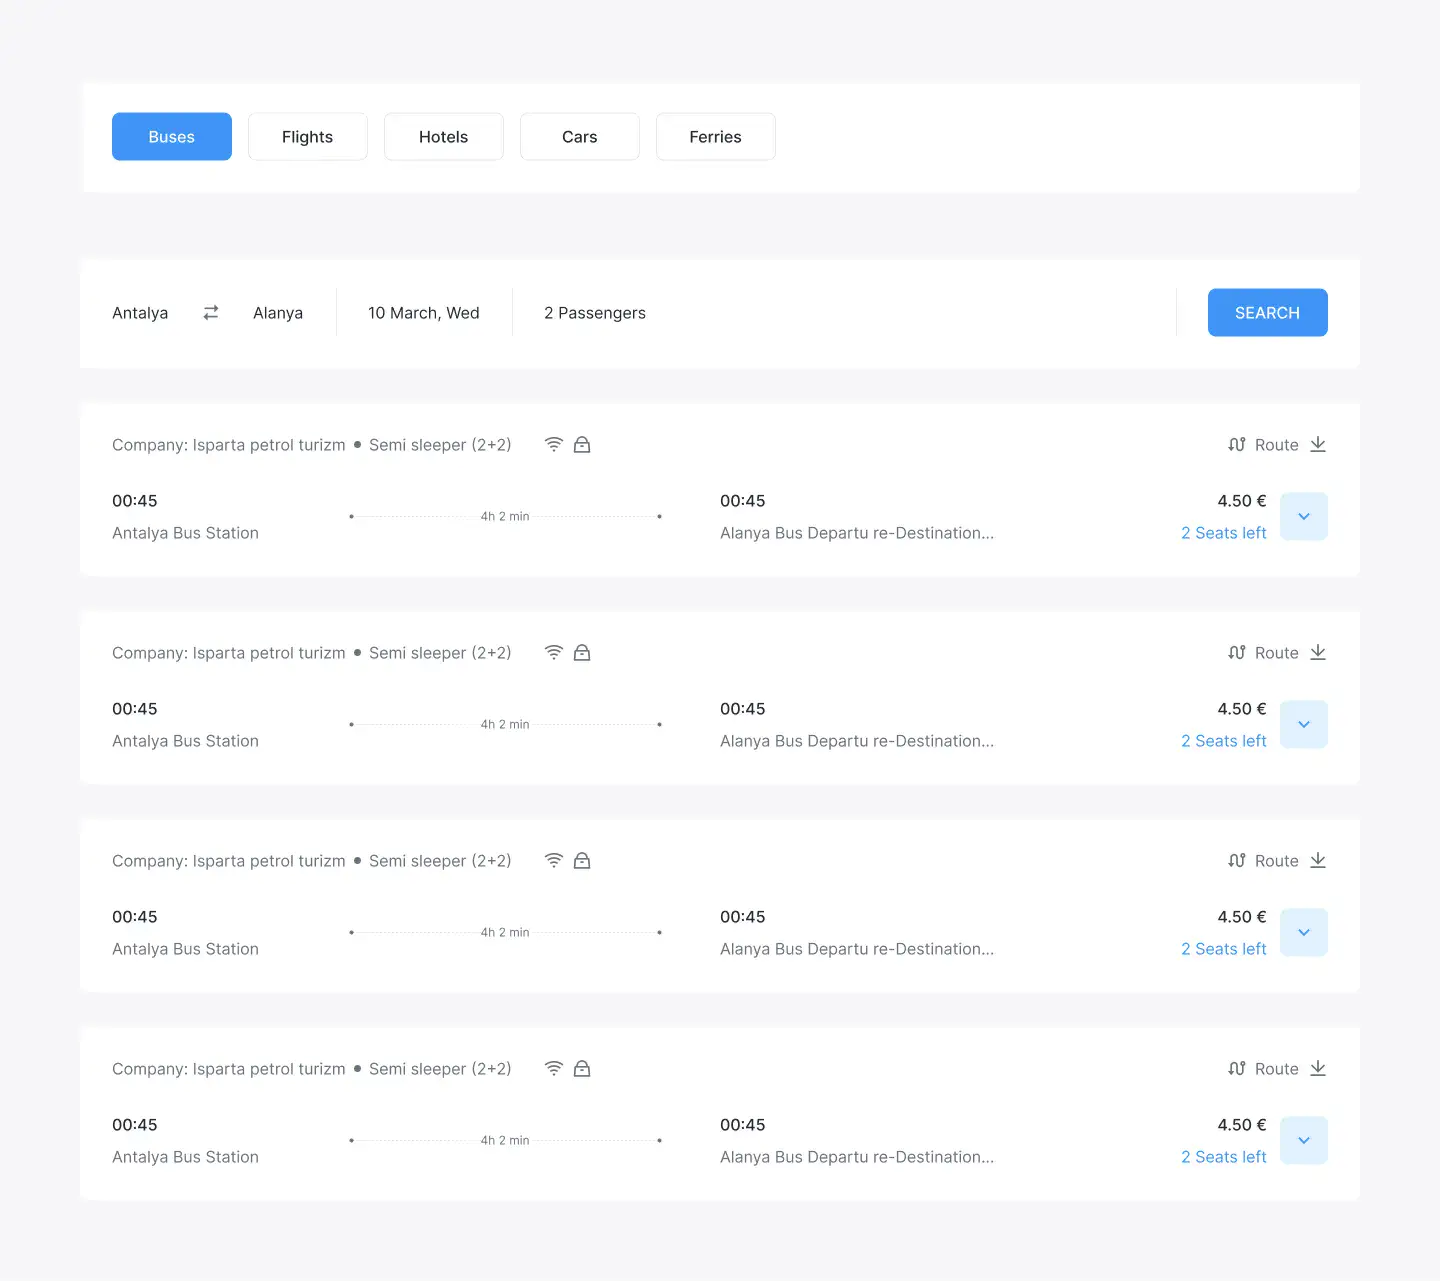 Buses Flights Hotels Cars Ferries
Antalya Alanya 10 March, Wed 2 Passengers SEARCH
Company: Isparta petrol turizm • Semi sleeper (2+2) Route
00:45 00:45 4.50 €
4h 2 min
Antalya Bus Station Alanya Bus Departu re-Destination... 2 Seats left
Company: Isparta petrol turizm • Semi sleeper (2+2) Route
00:45 00:45 4.50 €
4h 2 min
Antalya Bus Station Alanya Bus Departu re-Destination... 2 Seats left
Company: Isparta petrol turizm • Semi sleeper (2+2) Route
00:45 00:45 4.50 €
4h 2 min
Antalya Bus Station Alanya Bus Departu re-Destination... 2 Seats left
Company: Isparta petrol turizm • Semi sleeper (2+2) Route
00:45 00:45 4.50 €
4h 2 min
Antalya Bus Station Alanya Bus Departu re-Destination... 2 Seats left